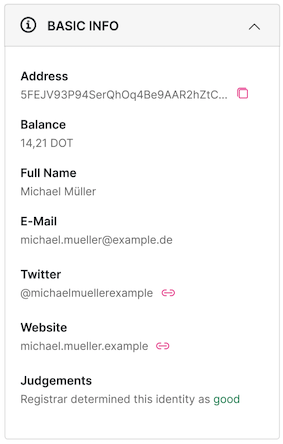 BASIC INFO
Address
5FEJV93P94SerQhOq4Be9AAR2hZtC...
Balance
14,21 DOT
Full Name
Michael Müller
E-Mail
michael.mueller@example.de
Twitter
@michaelmuellerexample
Website
michael.mueller.example
Judgements
Registrar determined this identity as good